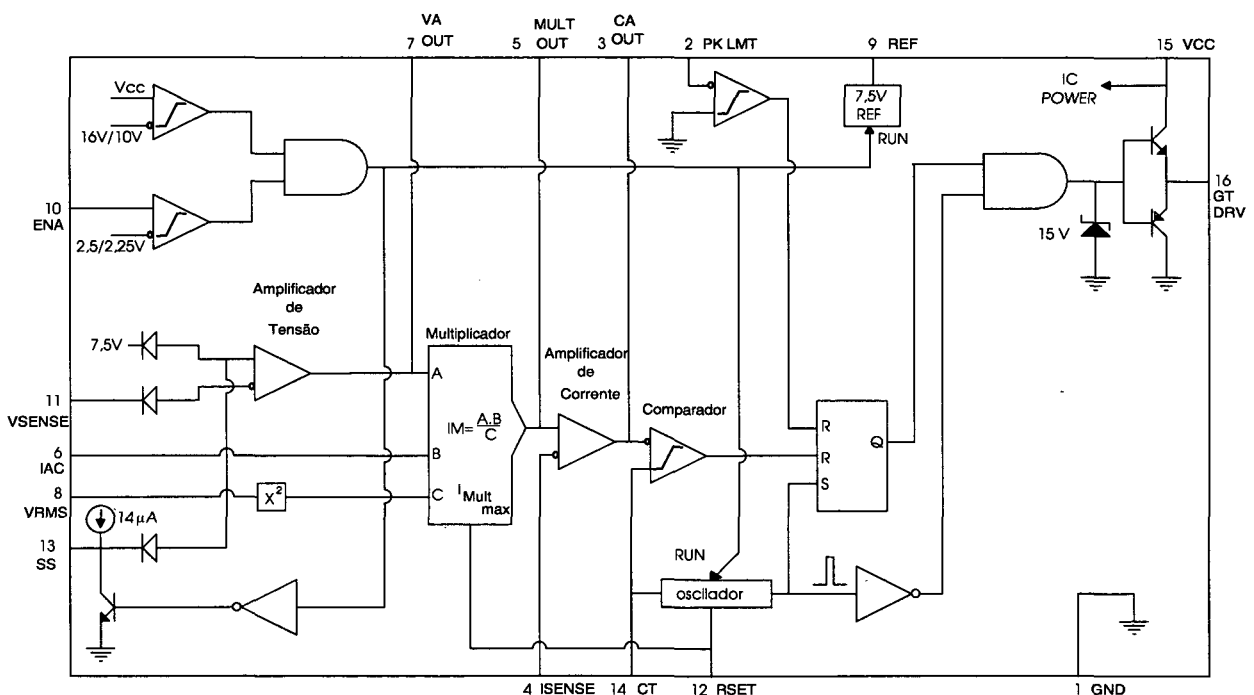 VA
7 OUT
MULT
5 OUT
CA
3 OUT
2 PK LMT
9 REF
15 VCC
Vcc
16V/10V
7,5V
REF
RUN
IC
POWER
10
ENA
2,5/2,25V
15 V
16
GT
DRV
Amplificador
de
Tensão
7,5V
Multiplicador
Amplificador
de
Corrente
Comparador
11
VSENSE
A
IM= A.B
C
6
IAC
B
8
VRMS
X²
C
I Mult max
R
R
S
Q
14µA
13
SS
RUN
oscilador
4 ISENSE
14 CT
12 RSET
1 GND